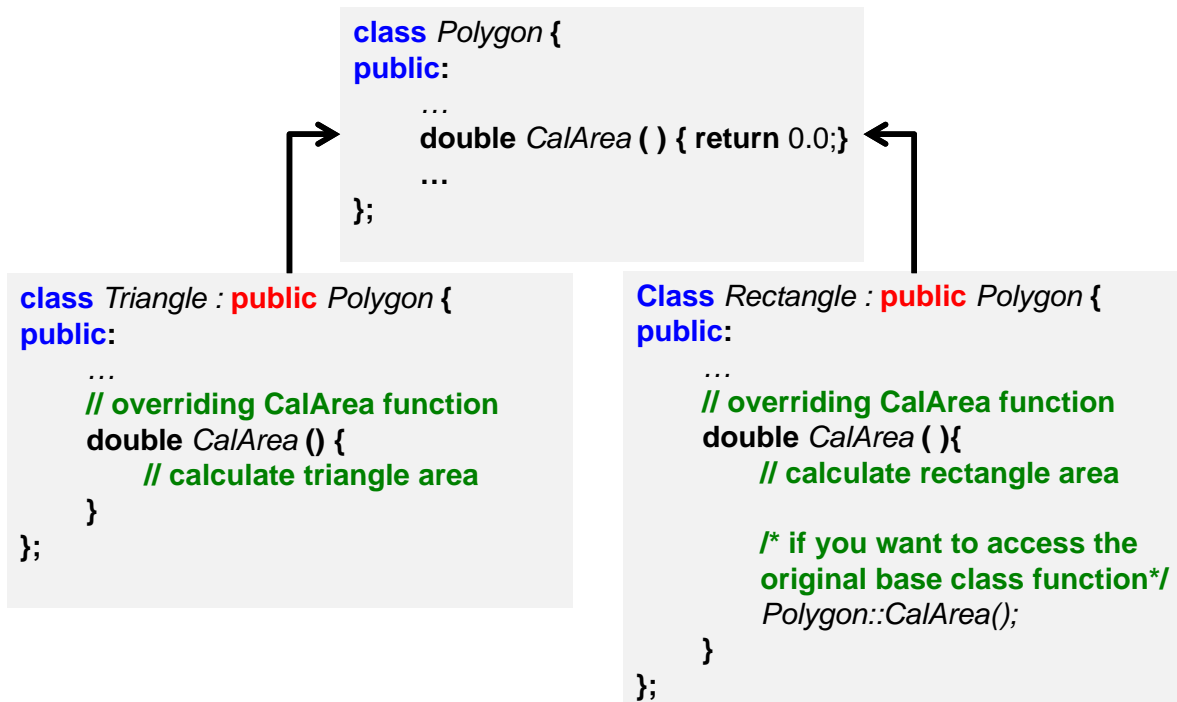 class Polygon {
public:
…
double CalArea ( ) { return 0.0;}
…
};
class Triangle : public Polygon {
public:
…
// overriding CalArea function
double CalArea () {
// calculate triangle area
}
};
Class Rectangle : public Polygon {
public:
…
// overriding CalArea function
double CalArea ( ){
// calculate rectangle area
/* if you want to access the
original base class function*/
Polygon::CalArea();
}
};